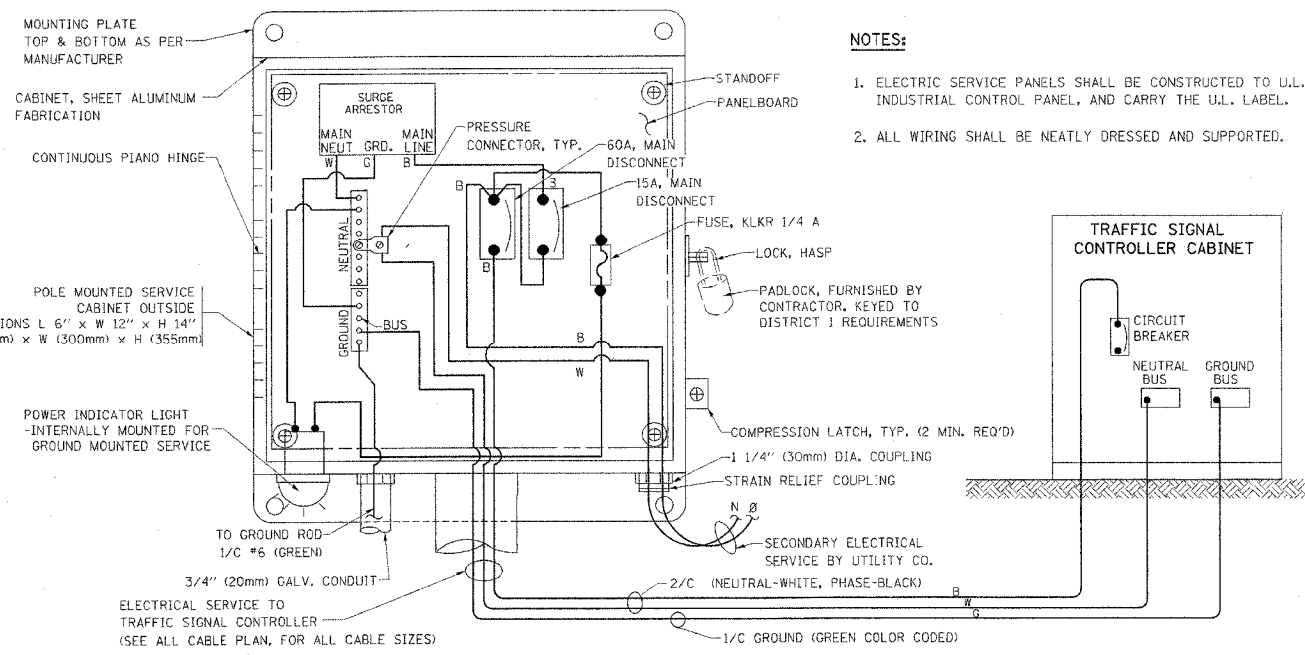 MOUNTING PLATE
TOP & BOTTOM AS PER
MANUFACTURER
CABINET, SHEET ALUMINUM
FABRICATION
CONTINUOUS PIANO HINGE
POLE MOUNTED SERVICE
CABINET OUTSIDE
IONS L 6" x W 12" x H 14"
m) x W (300mm) x H (355mm)
POWER INDICATOR LIGHT
-INTERNALLY MOUNTED FOR
GROUND MOUNTED SERVICE
SURGE
ARRESTOR
MAIN
NEUT
GRD.
MAIN
LINE
W
G
B
NEUTRAL
GROUND
BUS
PRESSURE
CONNECTOR, TYP.
60A, MAIN
DISCONNECT
15A, MAIN
DISCONNECT
B
3
B
B
W
STANDOFF
PANELBOARD
FUSE, KLKR 1/4 A
LOCK, HASP
PADLOCK, FURNISHED BY
CONTRACTOR. KEYED TO
DISTRICT 1 REQUIREMENTS
COMPRESSION LATCH, TYP. (2 MIN. REQ'D)
1 1/4" (30mm) DIA. COUPLING
STRAIN RELIEF COUPLING
N Ø
SECONDARY ELECTRICAL
SERVICE BY UTILITY CO.
TO GROUND ROD
1/C #6 (GREEN)
3/4" (20mm) GALV. CONDUIT
ELECTRICAL SERVICE TO
TRAFFIC SIGNAL CONTROLLER
(SEE ALL CABLE PLAN, FOR ALL CABLE SIZES)
2/C (NEUTRAL-WHITE, PHASE-BLACK)
B
W
G
1/C GROUND (GREEN COLOR CODED)
NOTES:
1. ELECTRIC SERVICE PANELS SHALL BE CONSTRUCTED TO U.L.
INDUSTRIAL CONTROL PANEL, AND CARRY THE U.L. LABEL.
2. ALL WIRING SHALL BE NEATLY DRESSED AND SUPPORTED.
TRAFFIC SIGNAL
CONTROLLER CABINET
CIRCUIT
BREAKER
NEUTRAL
BUS
GROUND
BUS